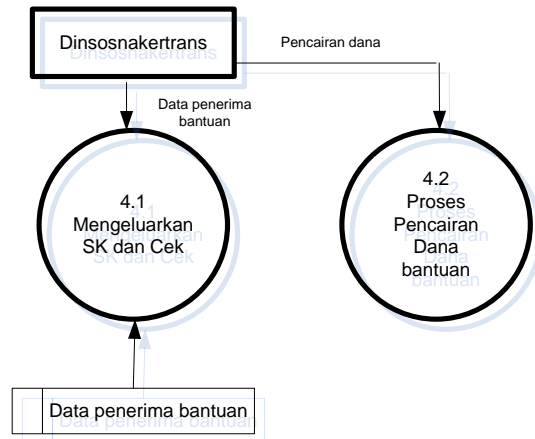 Dinsosnakertrans
Pencairan dana
Data penerima
bantuan
4.1
Mengeluarkan
SK dan Cek
4.2
Proses
Pencairan
Dana
bantuan
Data penerima bantuan